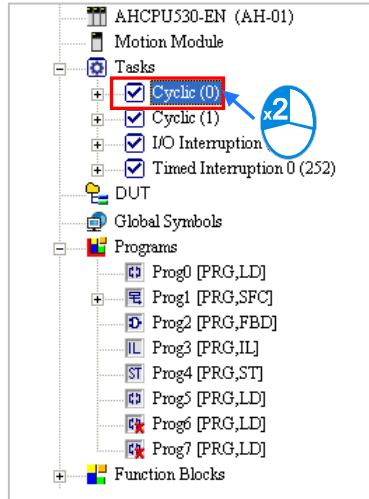 AHCPU530-EN (AH-01)
Motion Module
Tasks
Cyclic (0)
x2
Cyclic (1)
I/O Interruption
Timed Interruption 0 (252)
DUT
Global Symbols
Programs
Prog0 [PRG,LD]
Prog1 [PRG,SFC]
Prog2 [PRG,FBD]
IL Prog3 [PRG,IL]
ST Prog4 [PRG,ST]
Prog5 [PRG,LD]
Prog6 [PRG,LD]
Prog7 [PRG,LD]
Function Blocks